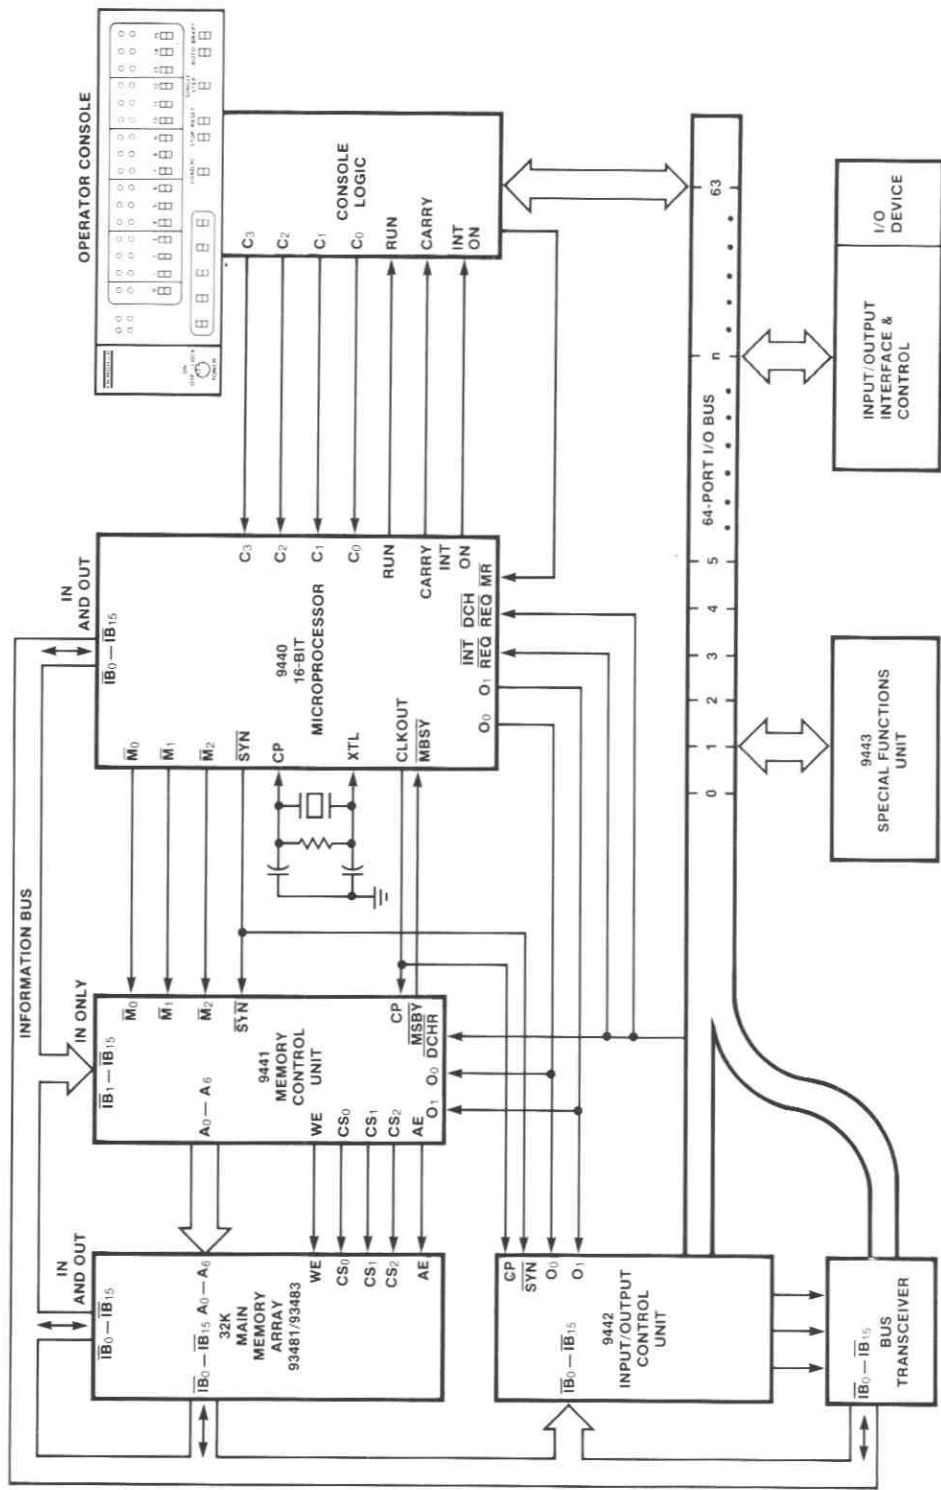 OPERATOR CONSOLE
POWER
STOP RESET
SINGLE
STEP
CONSOLE
LOGIC
C3
C2
C1
C0
RUN
CARRY
INT
ON
INFORMATION BUS
IN
AND OUT
IB0 — IB15
9440
16-BIT
MICROPROCESSOR
M0
M1
M2
SYN
CP
XTL
CLKOUT
MBSY
C3
C2
C1
C0
RUN
CARRY
INT
ON
O0
O1
INT
REQ
DCH
REQ
MR
IN ONLY
IB1 — IB15
9441
MEMORY
CONTROL
UNIT
M0
M1
M2
SYN
CP
MSBY
DCHR
A0 — A6
WE
CS0
CS1
CS2
AE
O1
O0
IN
AND OUT
IB0 — IB15
32K
MAIN
MEMORY
ARRAY
93481/93483
IB0 — IB15
A0 — A6
WE
CS0
CS1
CS2
AE
9442
INPUT/OUTPUT
CONTROL
UNIT
IB0 — IB15
CP
SYN
O0
O1
BUS
TRANSCEIVER
IB0 — IB15
0
1
2
3
4
5
64-PORT I/O BUS
n
63
9443
SPECIAL FUNCTIONS
UNIT
INPUT/OUTPUT
INTERFACE &
CONTROL
I/O
DEVICE